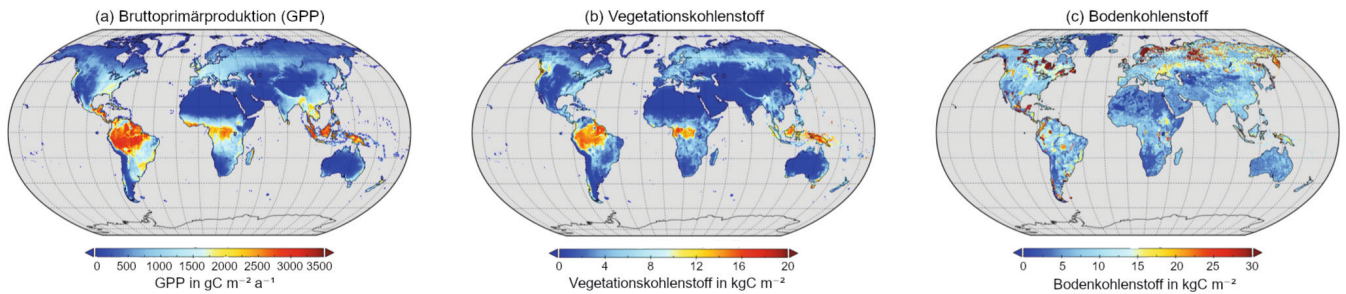 (a) Bruttoprimärproduktion (GPP)
0 500 1000 1500 2000 2500 3000 3500
GPP in gC m⁻² a⁻¹
(b) Vegetationskohlenstoff
0 4 8 12 16 20
Vegetationskohlenstoff in kgC m⁻²
(c) Bodenkohlenstoff
0 5 10 15 20 25 30
Bodenkohlenstoff in kgC m⁻²